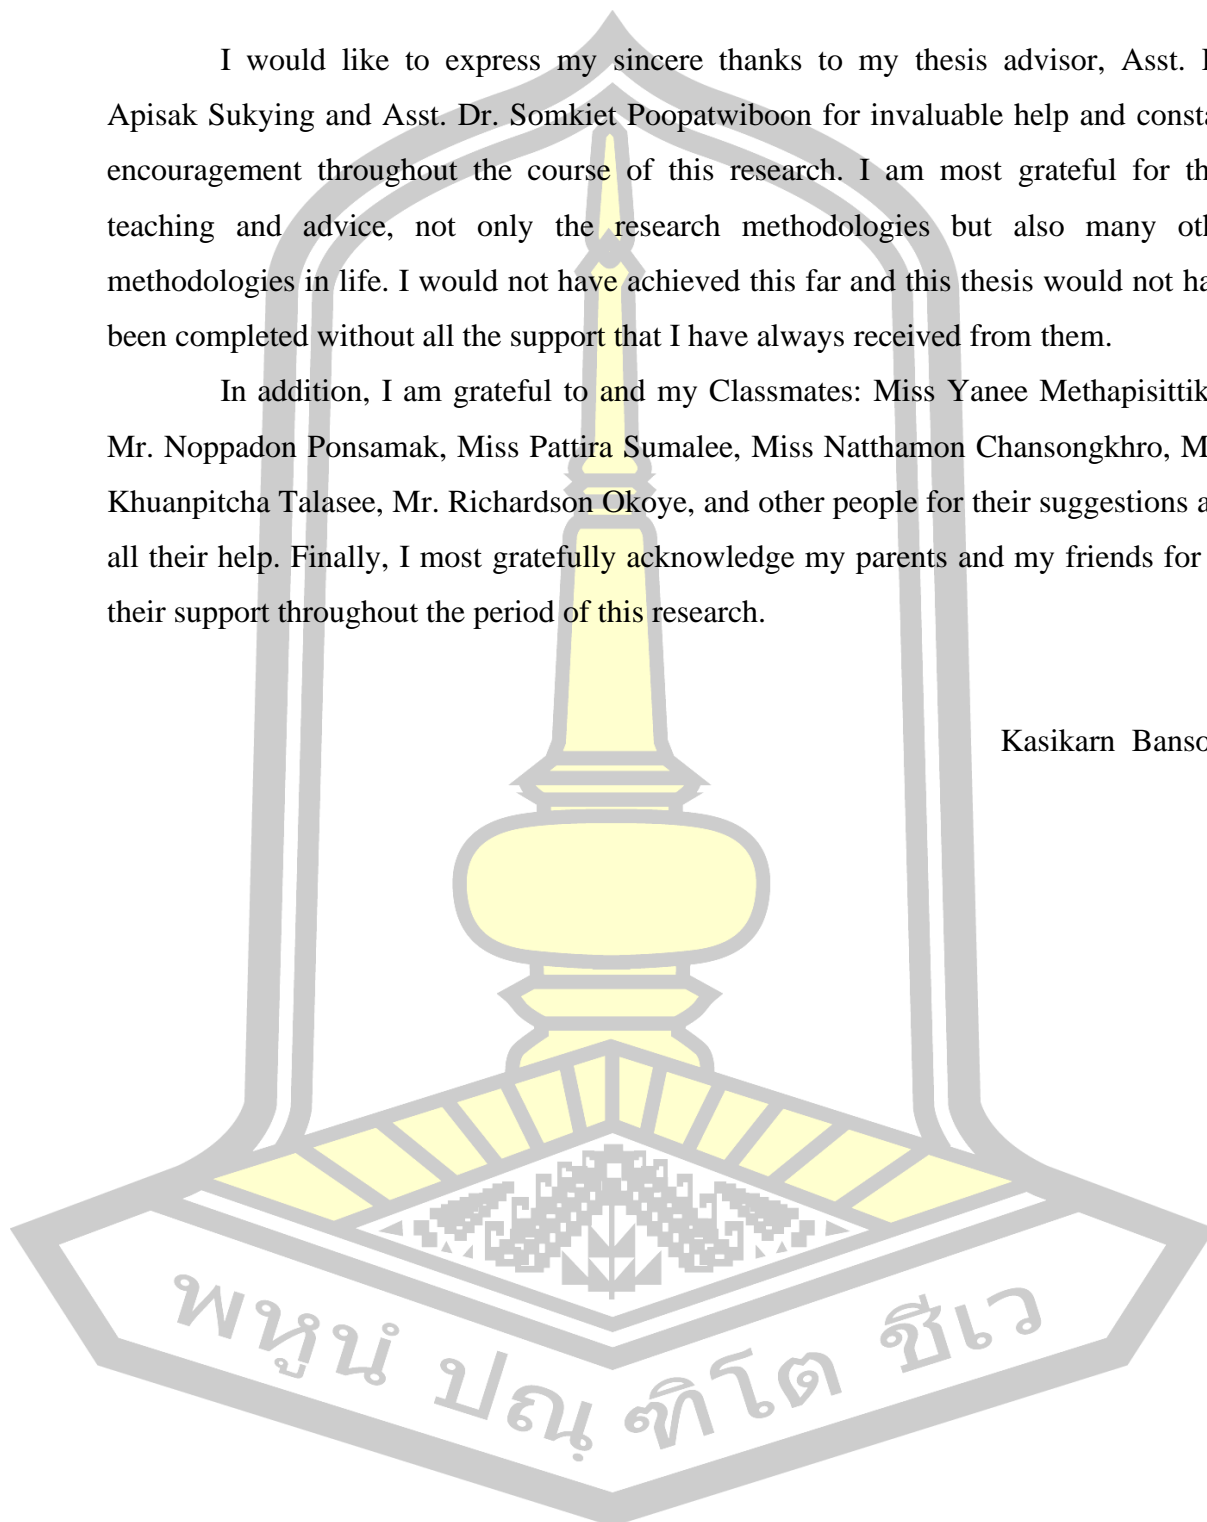 I would like to express my sincere thanks to my thesis advisor, Asst.
Apisak Sukying and Asst. Dr. Somkiet Poopatwiboon for invaluable help and
encouragement throughout the course of this research. I am most grateful for
teaching and advice, not only the research methodologies but also many
methodologies in life. I would not have achieved this far and this thesis would not
been completed without all the support that I have always received from them.
In addition, I am grateful to and my Classmates: Miss Yanee
Mr. Noppadon Ponsamak, Miss Pattira Sumalee, Miss Natthamon Chansongkhro,
Khuanpitcha Talasee, Mr. Richardson Okoye, and other people for their suggestions
all their help. Finally, I most gratefully acknowledge my parents and my friends for
their support throughout the period of this research.
Kasikarn
พหูนํ ปณฺฑิโต ชีเว